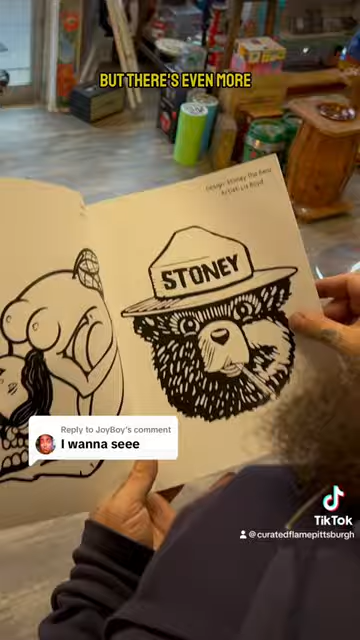 BUT THERE'S EVEN MORE
Design: Stoney the Bear
Artist: Liz Boyd
STONEY
Reply to JoyBoy's comment
I wanna seee
TikTok
@curatedflamepittsburgh